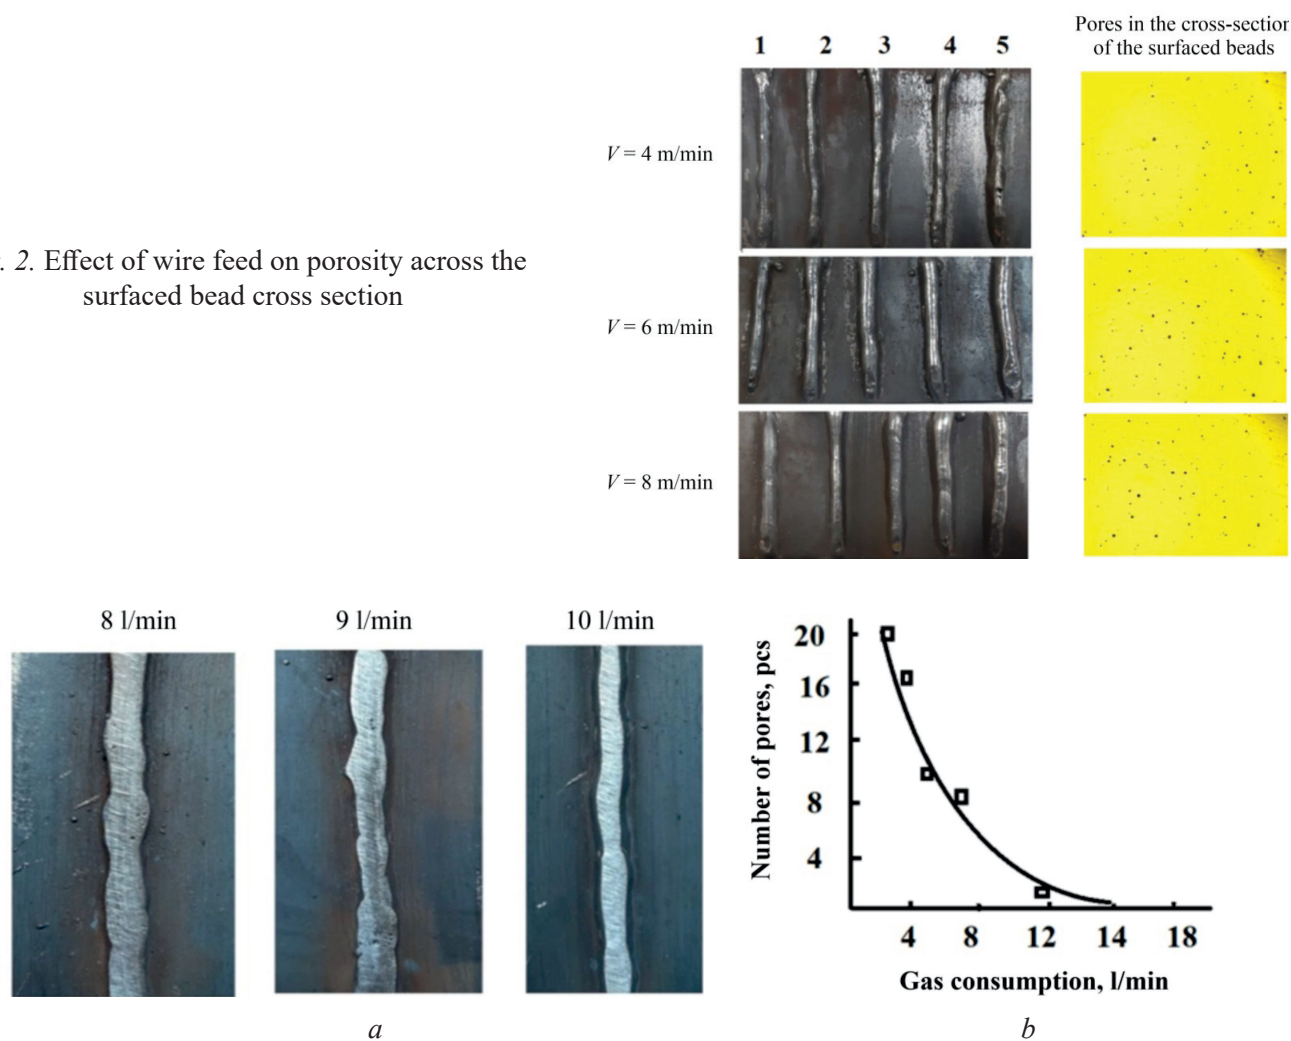 Pores in the cross-section
of the surfaced beads
1 2 3 4 5
V = 4 m/min
. 2. Effect of wire feed on porosity across the
surfaced bead cross section
V = 6 m/min
V = 8 m/min
8 l/min 9 l/min 10 l/min
Number of pores, pcs
20
16
12
8
4
4 8 12 14 18
Gas consumption, l/min
a b